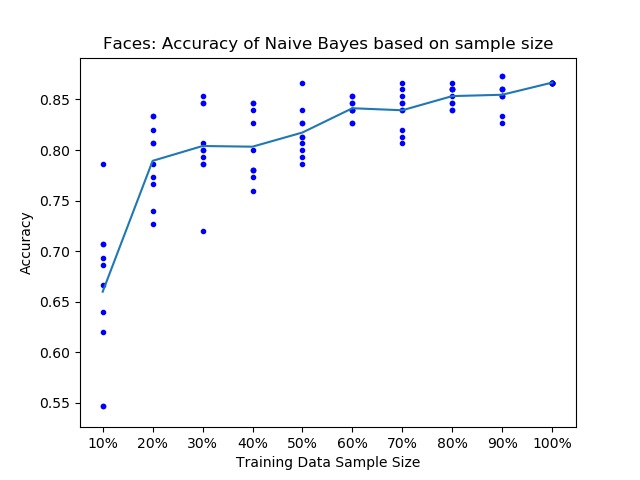 Faces: Accuracy of Naive Bayes based on sample size
0.85
0.80
0.75
0.70
0.65
0.60
0.55
Accuracy
10% 20% 30% 40% 50% 60% 70% 80% 90% 100%
Training Data Sample Size